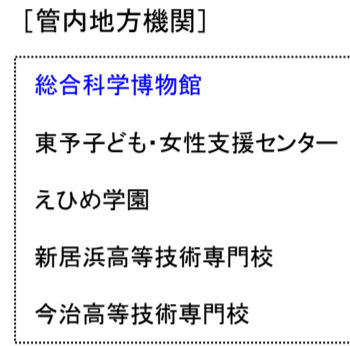 ［管内地方機関］
総合科学博物館
東予子ども・女性支援センター
えひめ学園
新居浜高等技術専門校
今治高等技術専門校